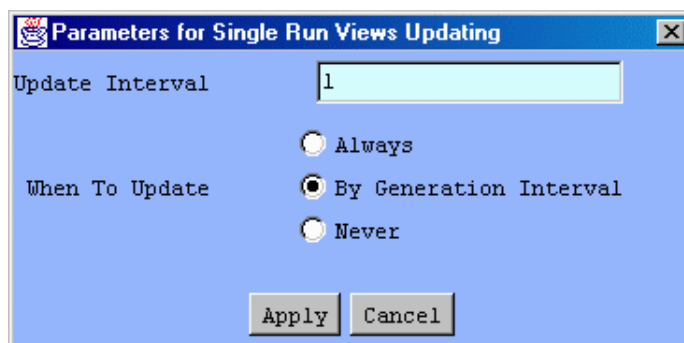 Parameters for Single Run Views Updating
Update Interval 1
Always
When To Update By Generation Interval
Never
Apply Cancel